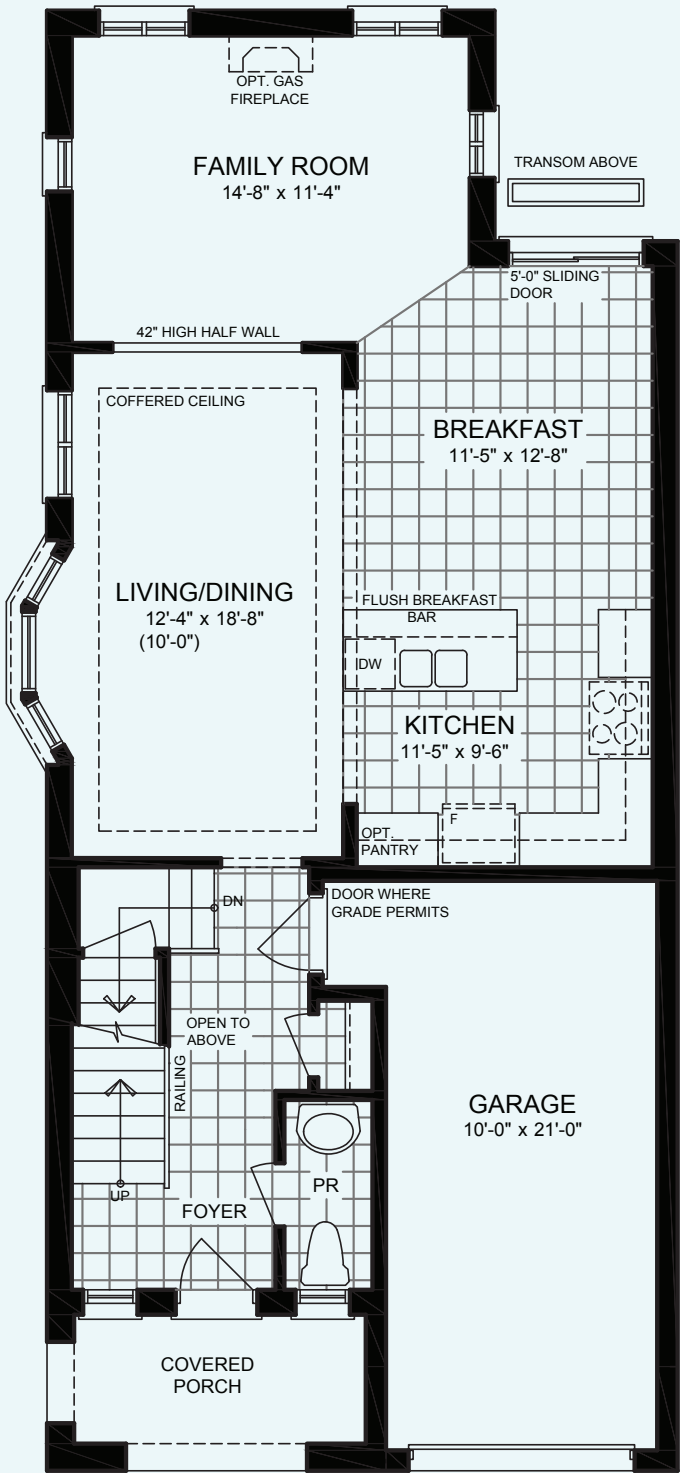 OPT. GAS
FIREPLACE
FAMILY ROOM
14'-8" x 11'-4"
TRANSOM ABOVE
5'-0" SLIDING
DOOR
42" HIGH HALF WALL
COFFERED CEILING
BREAKFAST
11'-5" x 12'-8"
LIVING/DINING
12'-4" x 18'-8"
(10'-0")
FLUSH BREAKFAST
BAR
DW
KITCHEN
11'-5" x 9'-6"
F
OPT.
PANTRY
DN
DOOR WHERE
GRADE PERMITS
OPEN TO
ABOVE
RAILING
GARAGE
10'-0" x 21'-0"
PR
UP
FOYER
COVERED
PORCH